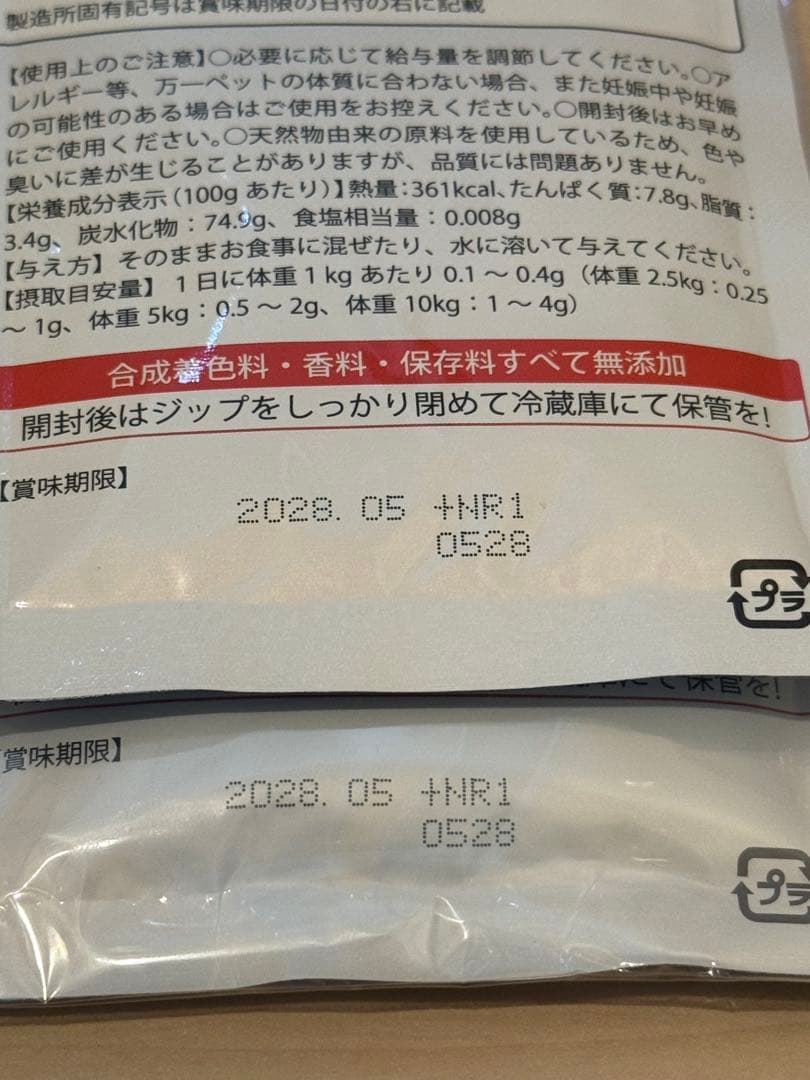 製造所固有記号は賞味期限の日付の右に記載
【使用上のご注意】○必要に応じて給与量を調節してください。○ア
レルギー等、万一ペットの体質に合わない場合、また妊娠中や妊娠
の可能性のある場合はご使用をお控えください。○開封後はお早め
にご使用ください。○天然物由来の原料を使用しているため、色や
臭いに差が生じることがありますが、品質には問題ありません。
【栄養成分表示(100gあたり)】熱量:361kcal、たんぱく質:7.8g、脂質:
3.4g、炭水化物:74.9g、食塩相当量:0.008g
【与え方】そのままお食事に混ぜたり、水に溶いて与えてください。
【摂取目安量】1日に体重1kgあたり0.1~0.4g(体重2.5kg:0.25
~1g、体重5kg:0.5~2g、体重10kg:1~4g)
合成着色料・香料・保存料すべて無添加
開封後はジップをしっかり閉めて冷蔵庫にて保管を!
【賞味期限】
2028. 05 +NR1
0528
プラ
にて保管を!
賞味期限】
2028. 05 +NR1
0528
プラ